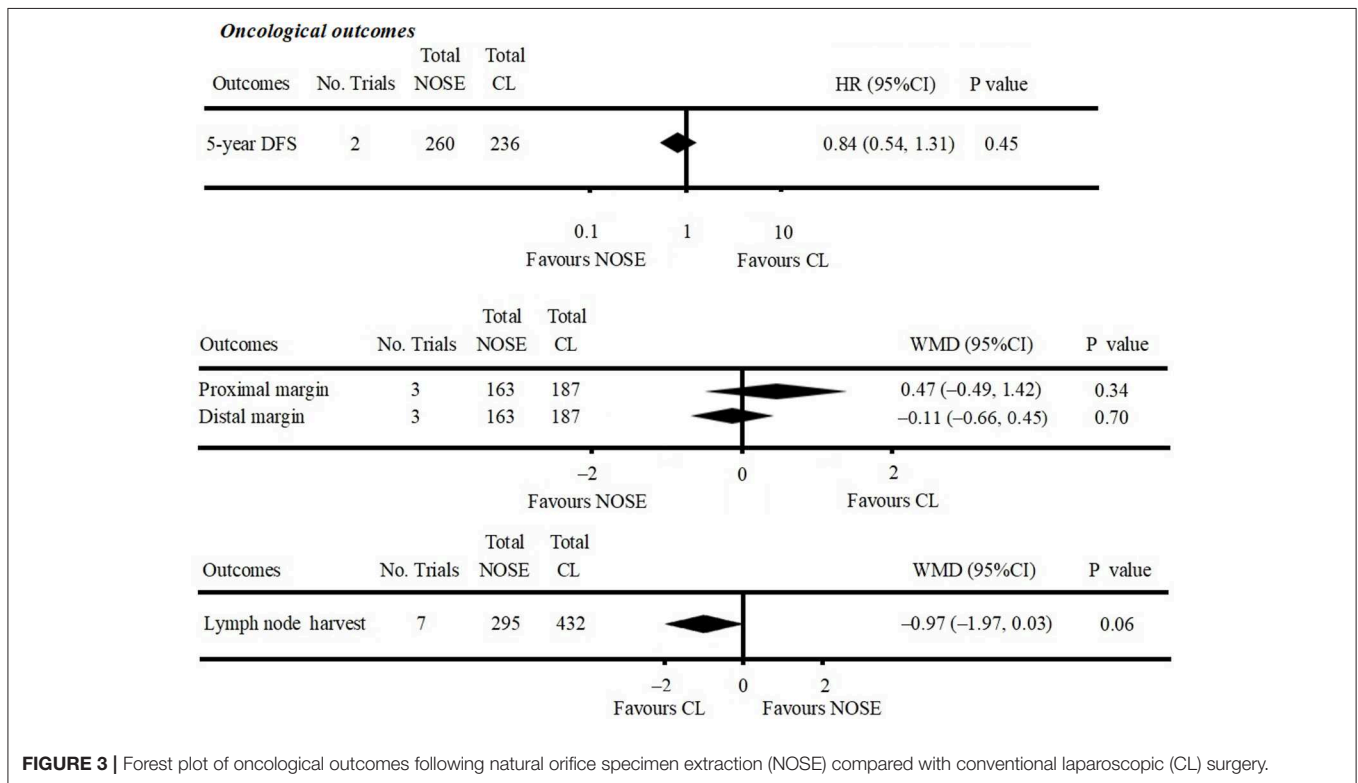 Oncological outcomes
Total Total
Outcomes No. Trials NOSE CL HR (95%CI) P value
5-year DFS 2 260 236 0.84 (0.54, 1.31) 0.45
0.1 1 10
Favours NOSE Favours CL
Total Total
Outcomes No. Trials NOSE CL WMD (95%CI) P value
Proximal margin 3 163 187 0.47 (−0.49, 1.42) 0.34
Distal margin 3 163 187 −0.11 (−0.66, 0.45) 0.70
−2 0 2
Favours NOSE Favours CL
Total Total
Outcomes No. Trials NOSE CL WMD (95%CI) P value
Lymph node harvest 7 295 432 −0.97 (−1.97, 0.03) 0.06
−2 0 2
Favours CL Favours NOSE
FIGURE 3 | Forest plot of oncological outcomes following natural orifice specimen extraction (NOSE) compared with conventional laparoscopic (CL) surgery.